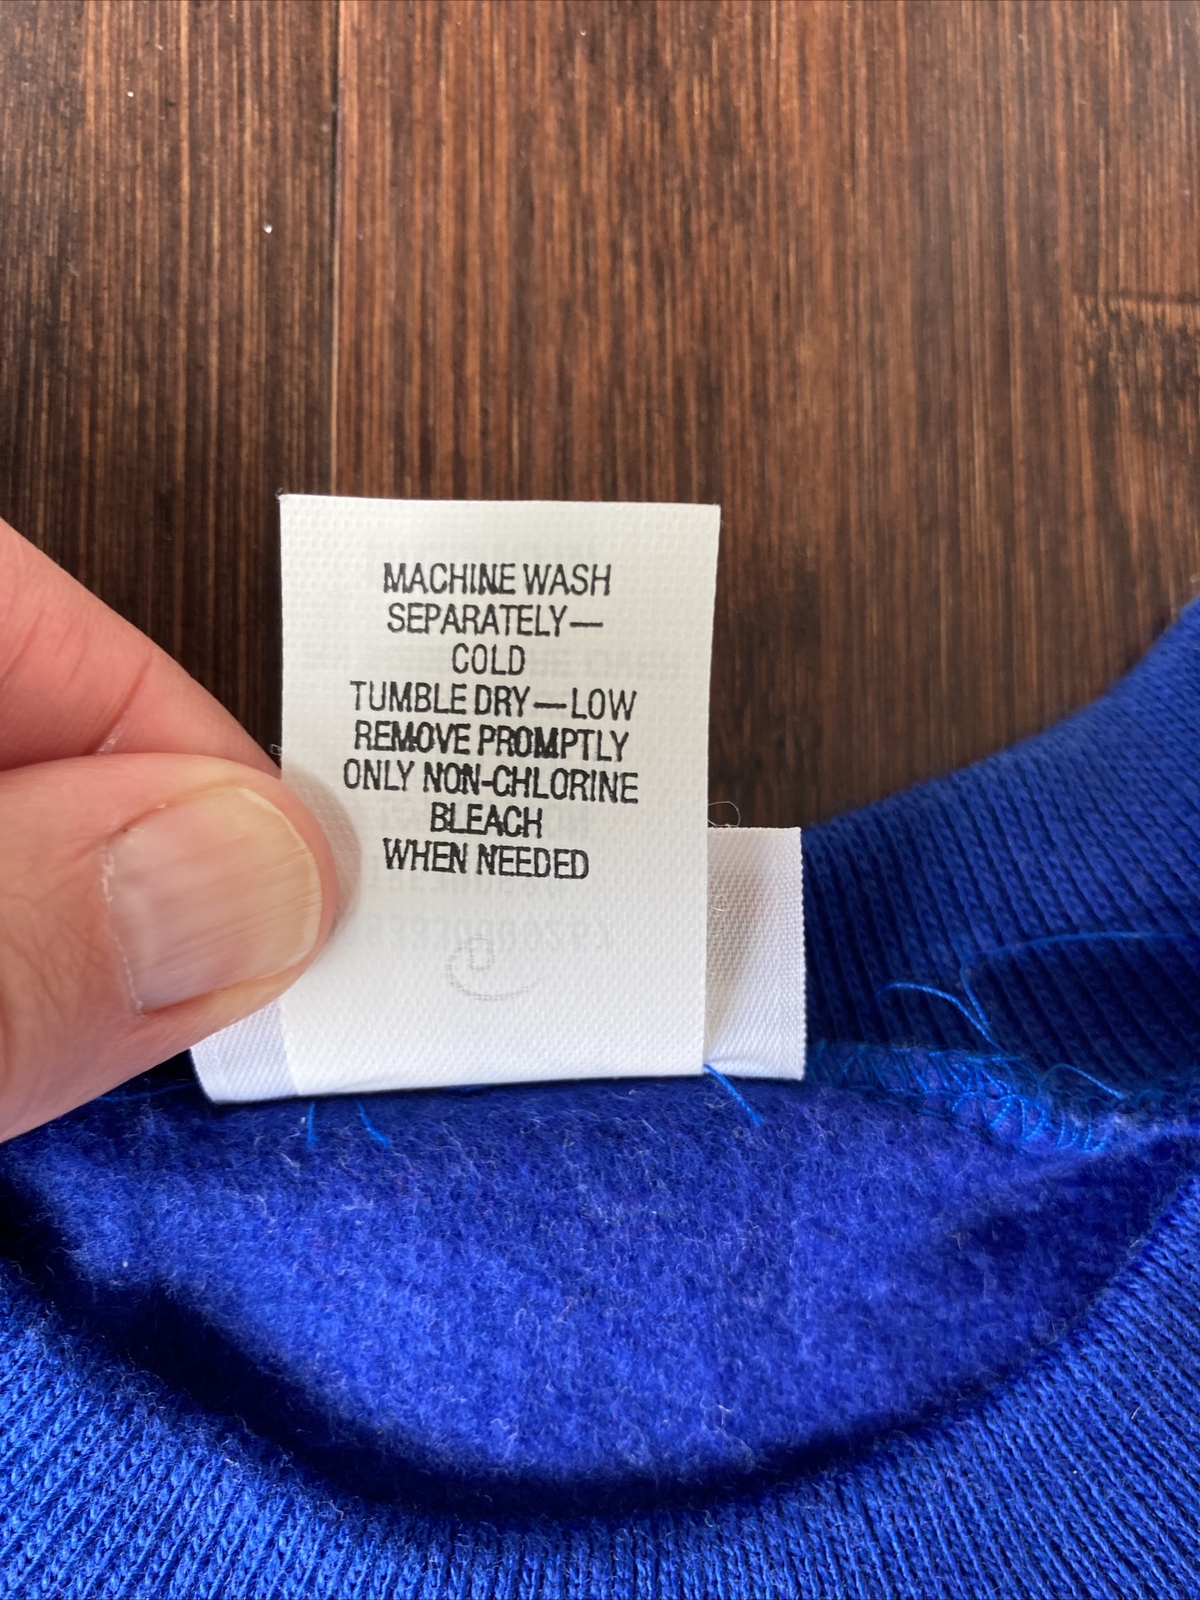 MACHINE WASH
SEPARATELY—
COLD
TUMBLE DRY—LOW
REMOVE PROMPTLY
ONLY NON-CHLORINE
BLEACH
WHEN NEEDED